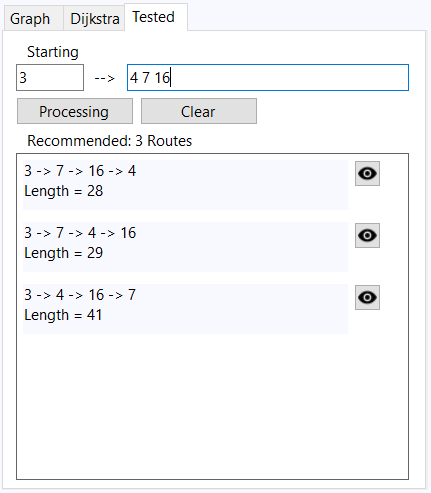 Graph Dijkstra Tested
Starting
3 --> 4 7 16
Processing Clear
Recommended: 3 Routes
3 -> 7 -> 16 -> 4
Length = 28
3 -> 7 -> 4 -> 16
Length = 29
3 -> 4 -> 16 -> 7
Length = 41